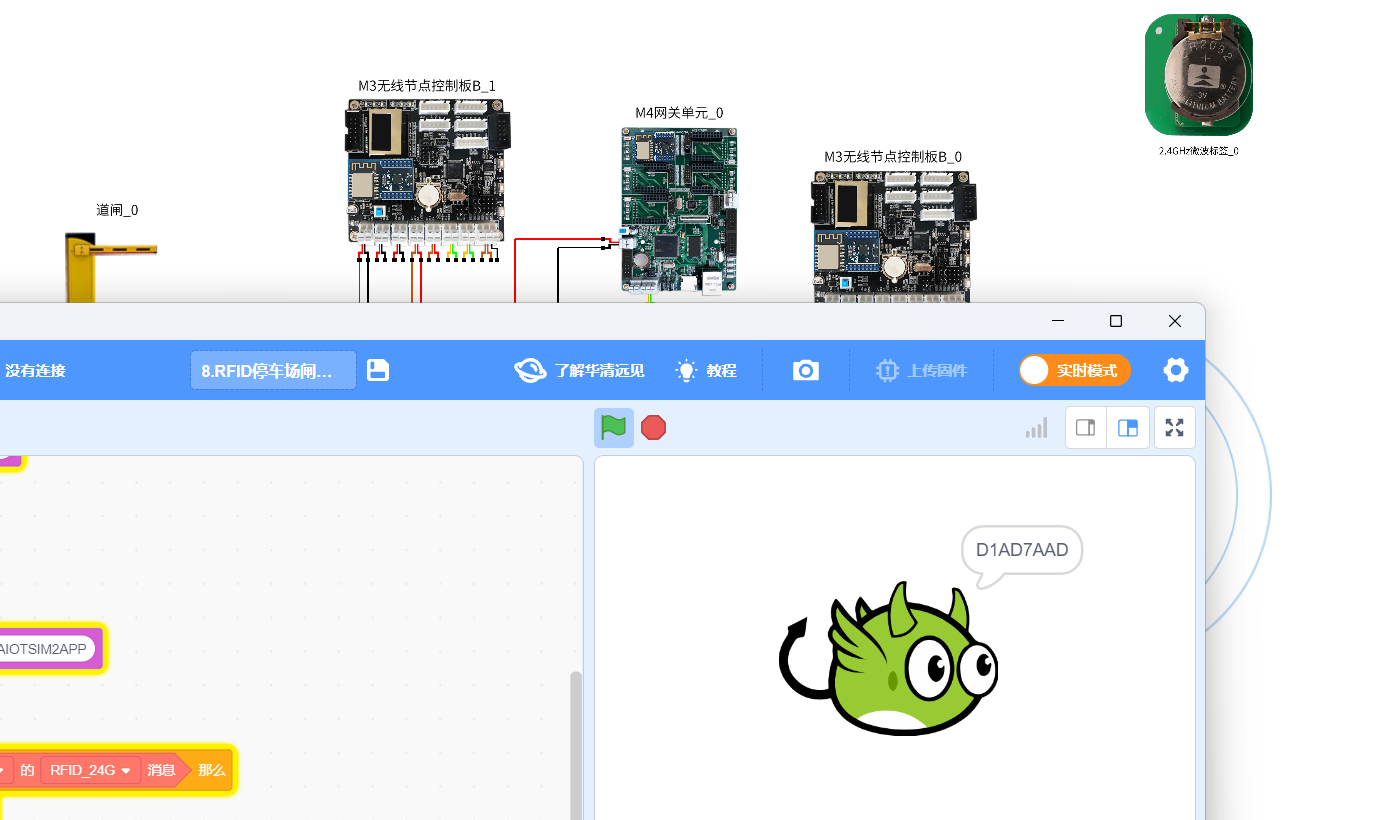 CR2032
+
3V
LITHIUM BATTERY
2.4GHz微波标签_0
M3无线节点控制板B_1
M4网关单元_0
M3无线节点控制板B_0
道闸_0
没有连接
8.RFID停车场闸...
了解华清远见
教程
上传固件
实时模式
D1AD7AAD
AIOTSIM2APP
的 RFID_24G 消息 那么